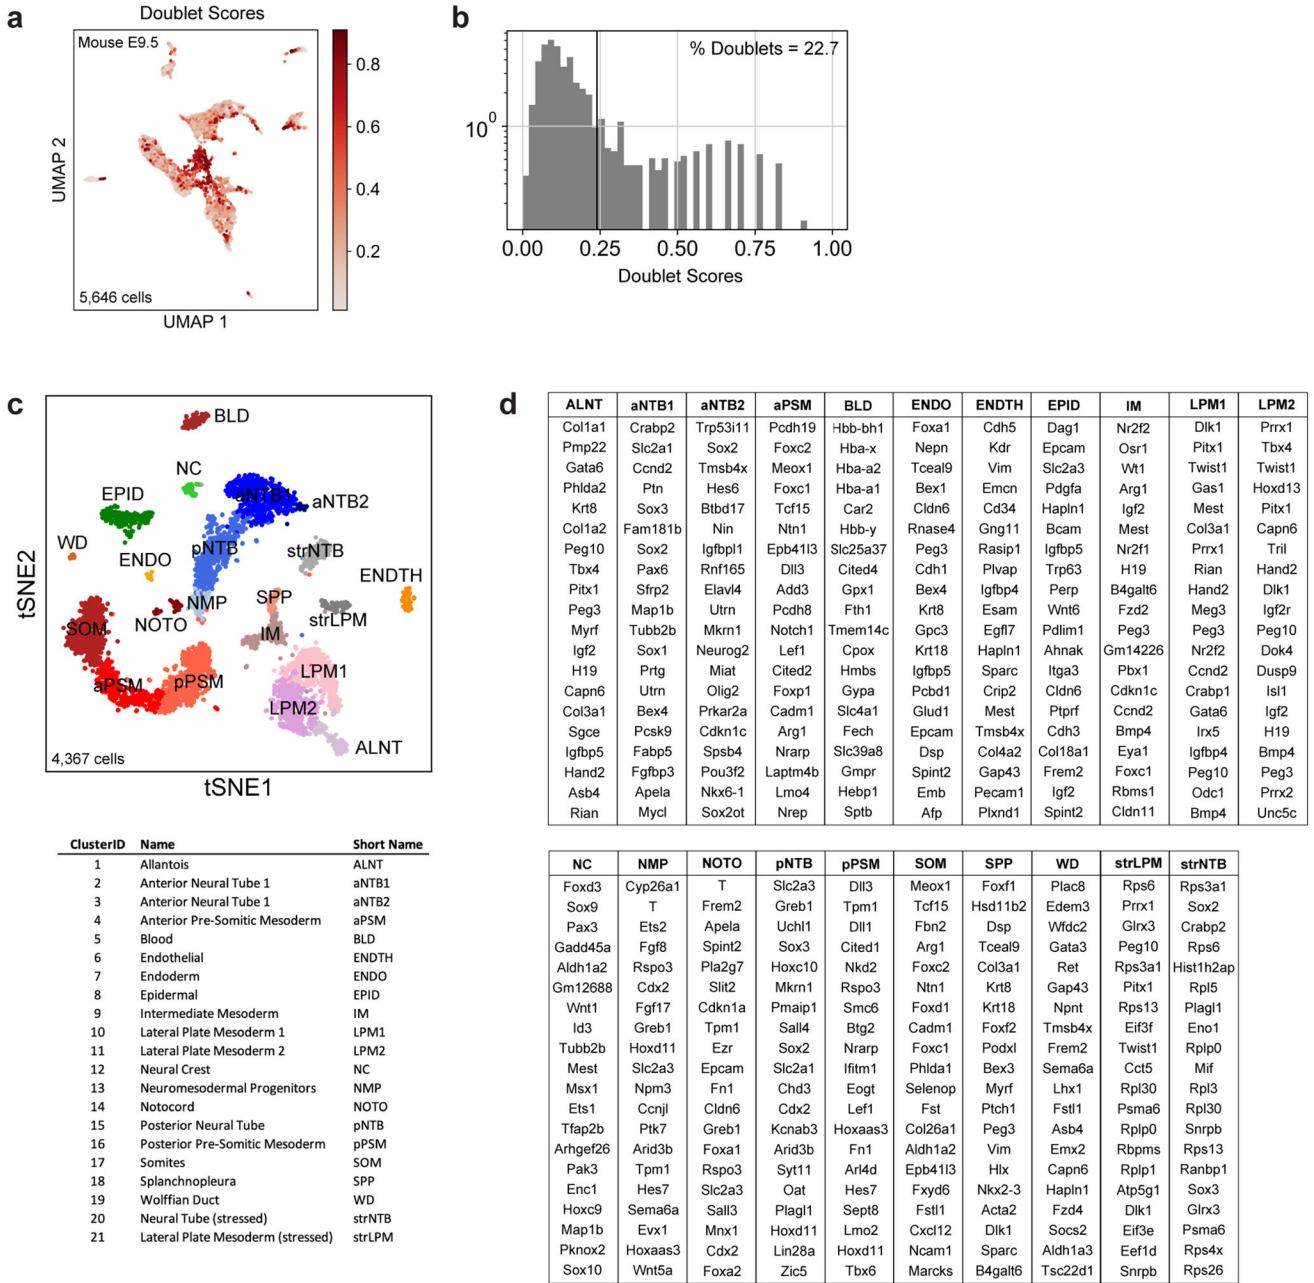 a
Doublet Scores
Mouse E9.5
UMAP 2
5,646 cells
UMAP 1
0.8
0.6
0.4
0.2
b
% Doublets = 22.7
10^0
0.00 0.25 0.50 0.75 1.00
Doublet Scores
c
BLD
NC
EPID
aNTB1
aNTB2
WD
ENDO
pNTB
strNTB
ENDTH
NMP
SPP
NOTO
strLPM
SOM
IM
LPM1
aPSM
pPSM
LPM2
ALNT
4,367 cells
tSNE2
tSNE1
ClusterID Name Short Name
1 Allantois ALNT
2 Anterior Neural Tube 1 aNTB1
3 Anterior Neural Tube 1 aNTB2
4 Anterior Pre-Somitic Mesoderm aPSM
5 Blood BLD
6 Endothelial ENDTH
7 Endoderm ENDO
8 Epidermal EPID
9 Intermediate Mesoderm IM
10 Lateral Plate Mesoderm 1 LPM1
11 Lateral Plate Mesoderm 2 LPM2
12 Neural Crest NC
13 Neuromesodermal Progenitors NMP
14 Notocord NOTO
15 Posterior Neural Tube pNTB
16 Posterior Pre-Somitic Mesoderm pPSM
17 Somites SOM
18 Splanchnopleura SPP
19 Wolffian Duct WD
20 Neural Tube (stressed) strNTB
21 Lateral Plate Mesoderm (stressed) strLPM
d
ALNT aNTB1 aNTB2 aPSM BLD ENDO ENDTH EPID IM LPM1 LPM2
Col1a1 Crabp2 Trp53i11 Pcdh19 Hbb-bh1 Foxa1 Cdh5 Dag1 Nr2f2 Dlk1 Prrx1
Pmp22 Slc2a1 Sox2 Foxc2 Hba-x Nepn Kdr Epcam Osr1 Pitx1 Tbx4
Gata6 Ccnd2 Tmsb4x Meox1 Hba-a2 Tceal9 Vim Slc2a3 Wt1 Twist1 Twist1
Phlda2 Ptn Hes6 Foxc1 Hba-a1 Bex1 Emcn Pdgfa Arg1 Gas1 Hoxd13
Krt8 Sox3 Btbd17 Tcf15 Car2 Cldn6 Cd34 Hapln1 Igf2 Mest Pitx1
Col1a2 Fam181b Nin Ntn1 Hbb-y Rnase4 Gng11 Bcam Mest Col3a1 Capn6
Peg10 Sox2 Igfbpl1 Epb41l3 Slc25a37 Peg3 Rasip1 Igfbp5 Nr2f1 Prrx1 Tril
Tbx4 Pax6 Rnf165 Dll3 Cited4 Cdh1 Plvap Trp63 H19 Rian Hand2
Pitx1 Sfrp2 Elavl4 Add3 Gpx1 Bex4 Igfbp4 Perp B4galt6 Hand2 Dlk1
Peg3 Map1b Utrn Pcdh8 Fth1 Krt8 Esam Wnt6 Fzd2 Meg3 Igf2r
Myrf Tubb2b Mkrn1 Notch1 Tmem14c Gpc3 Egfl7 Pdlim1 Peg3 Peg3 Peg10
Igf2 Sox1 Neurog2 Lef1 Cpox Krt18 Hapln1 Ahnak Gm14226 Nr2f2 Dok4
H19 Prtg Miat Cited2 Hmbs Igfbp5 Sparc Itga3 Pbx1 Ccnd2 Dusp9
Capn6 Utrn Olig2 Foxp1 Gypa Pcbd1 Crip2 Cldn6 Cdkn1c Crabp1 Isl1
Col3a1 Bex4 Prkar2a Cadm1 Slc4a1 Glud1 Mest Ptprf Ccnd2 Gata6 Igf2
Sgce Pcsk9 Cdkn1c Arg1 Fech Epcam Tmsb4x Cdh3 Bmp4 Irx5 H19
Igfbp5 Fabp5 Spsb4 Nrarp Slc39a8 Dsp Col4a2 Col18a1 Eya1 Igfbp4 Bmp4
Hand2 Fgfbp3 Pou3f2 Laptm4b Gmpr Spint2 Gap43 Frem2 Foxc1 Peg10 Peg3
Asb4 Apela Nkx6-1 Lmo4 Hebp1 Emb Pecam1 Igf2 Rbms1 Odc1 Prrx2
Rian Mycl Sox2ot Nrep Sptb Afp Plxnd1 Spint2 Cldn11 Bmp4 Unc5c
NC NMP NOTO pNTB pPSM SOM SPP WD strLPM strNTB
Foxd3 Cyp26a1 T Slc2a3 Dll3 Meox1 Foxf1 Plac8 Rps6 Rps3a1
Sox9 T Frem2 Greb1 Tpm1 Tcf15 Hsd11b2 Edem3 Prrx1 Sox2
Pax3 Ets2 Apela Uchl1 Dll1 Fbn2 Dsp Wfdc2 Glrx3 Crabp2
Gadd45a Fgf8 Spint2 Sox3 Cited1 Arg1 Tceal9 Gata3 Peg10 Rps6
Aldh1a2 Rspo3 Pla2g7 Hoxc10 Nkd2 Foxc2 Col3a1 Ret Rps3a1 Hist1h2ap
Gm12688 Cdx2 Slit2 Mkrn1 Rspo3 Ntn1 Krt8 Gap43 Pitx1 Rpl5
Wnt1 Fgf17 Cdkn1a Pmaip1 Smc6 Foxd1 Krt18 Npnt Rps13 Plagl1
Id3 Greb1 Tpm1 Sall4 Btg2 Cadm1 Foxf2 Tmsb4x Eif3f Eno1
Tubb2b Hoxd11 Ezr Sox2 Nrarp Foxc1 Podxl Frem2 Twist1 Rplp0
Mest Slc2a3 Epcam Slc2a1 Ifitm1 Phlda1 Bex3 Sema6a Cct5 Mif
Msx1 Npm3 Fn1 Chd3 Eogt Selenop Myrf Lhx1 Rpl30 Rpl3
Ets1 Ccnjl Cldn6 Cdx2 Lef1 Fst Ptch1 Fstl1 Psma6 Rpl30
Tfap2b Ptk7 Greb1 Kcnab3 Hoxaas3 Col26a1 Peg3 Asb4 Rplp0 Snrpb
Arhgef26 Arid3b Foxa1 Arid3b Fn1 Aldh1a2 Vim Emx2 Rbpms Rps13
Pak3 Tpm1 Rspo3 Syt11 Arl4d Epb41l3 Hlx Capn6 Rplp1 Ranbp1
Enc1 Hes7 Slc2a3 Oat Hes7 Fxyd6 Nkx2-3 Hapln1 Atp5g1 Sox3
Hoxc9 Sema6a Sall3 Plagl1 Sept8 Fstl1 Acta2 Fzd4 Dlk1 Glrx3
Map1b Evx1 Mnx1 Hoxd11 Lmo2 Cxcl12 Dlk1 Socs2 Eif3e Psma6
Pknox2 Hoxaas3 Cdx2 Lin28a Hoxd11 Ncam1 Sparc Aldh1a3 Eef1d Rps4x
Sox10 Wnt5a Foxa2 Zic5 Tbx6 Marcks B4galt6 Tsc22d1 Snrpb Rps26